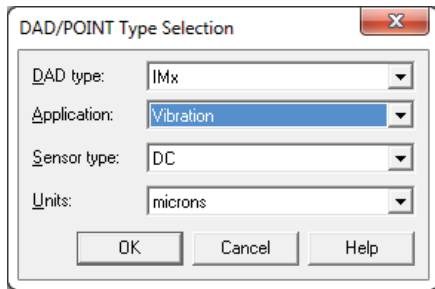 DAD/POINT Type Selection
DAD type: IMx
Application: Vibration
Sensor type: DC
Units: microns
OK Cancel Help